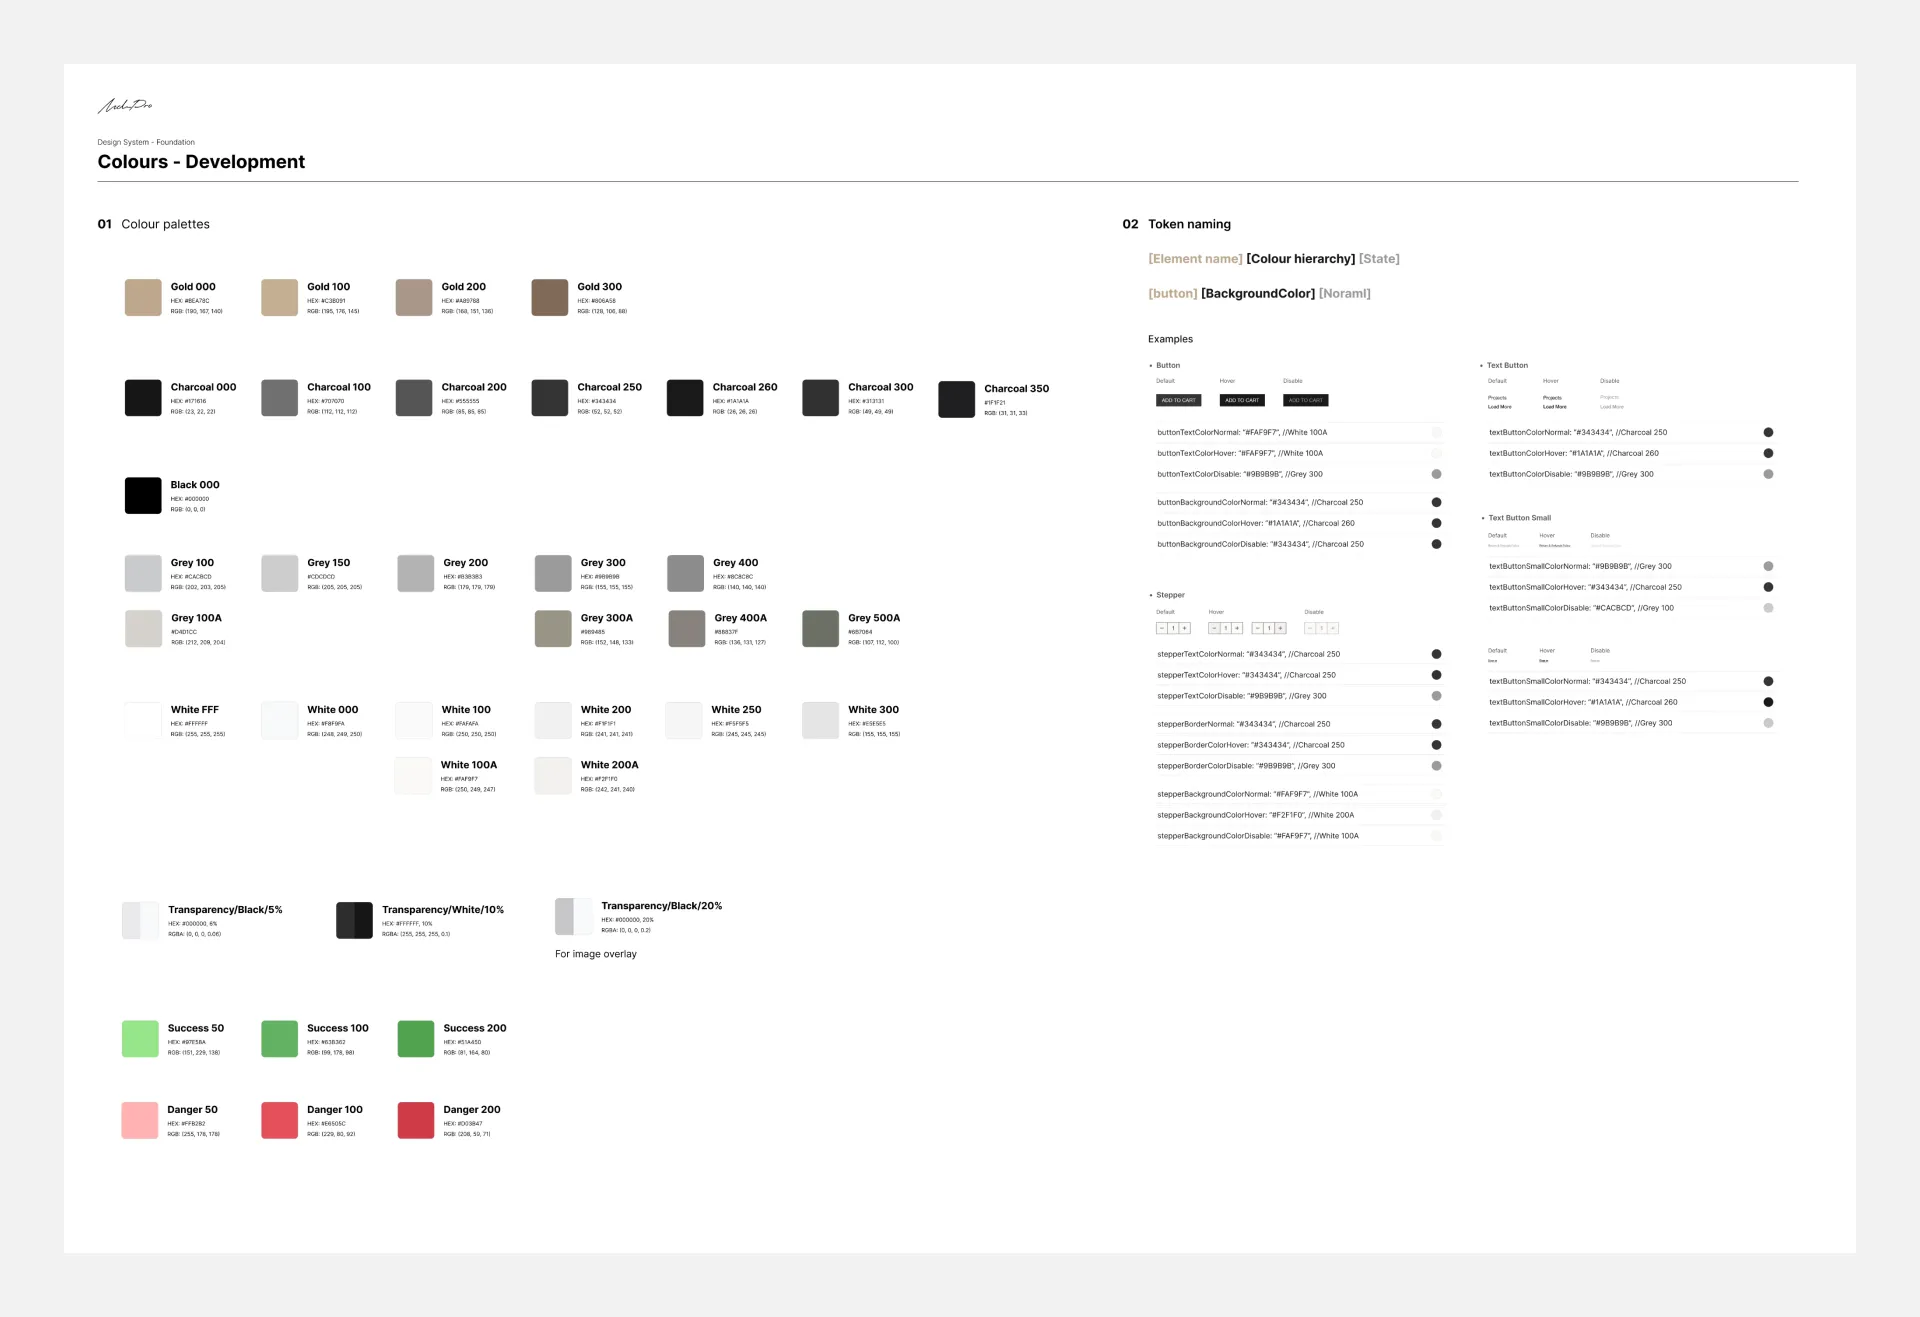 ArchiPro
Design System - Foundation
Colours - Development
01 Colour palettes
Gold 000
HEX: #BEA78C
RGB: (190, 167, 140)
Gold 100
HEX: #C3B091
RGB: (195, 176, 145)
Gold 200
HEX: #A89788
RGB: (168, 151, 136)
Gold 300
HEX: #806A58
RGB: (128, 106, 88)
Charcoal 000
HEX: #171616
RGB: (23, 22, 22)
Charcoal 100
HEX: #707070
RGB: (112, 112, 112)
Charcoal 200
HEX: #555555
RGB: (85, 85, 85)
Charcoal 250
HEX: #343434
RGB: (52, 52, 52)
Charcoal 260
HEX: #1A1A1A
RGB: (26, 26, 26)
Charcoal 300
HEX: #313131
RGB: (49, 49, 49)
Charcoal 350
#1F1F21
RGB: (31, 31, 33)
Black 000
HEX: #000000
RGB: (0, 0, 0)
Grey 100
HEX: #CACBCD
RGB: (202, 203, 205)
Grey 150
#CDCDCD
RGB: (205, 205, 205)
Grey 200
HEX: #B3B3B3
RGB: (179, 179, 179)
Grey 300
HEX: #9B9B9B
RGB: (155, 155, 155)
Grey 400
HEX: #8C8C8C
RGB: (140, 140, 140)
Grey 100A
#D4D1CC
RGB: (212, 209, 204)
Grey 300A
#989485
RGB: (152, 148, 133)
Grey 400A
#88837F
RGB: (136, 131, 127)
Grey 500A
#6B7064
RGB: (107, 112, 100)
White FFF
HEX: #FFFFFF
RGB: (255, 255, 255)
White 000
HEX: #F8F9FA
RGB: (248, 249, 250)
White 100
HEX: #FAFAFA
RGB: (250, 250, 250)
White 200
HEX: #F1F1F1
RGB: (241, 241, 241)
White 250
HEX: #F5F5F5
RGB: (245, 245, 245)
White 300
HEX: #E5E5E5
RGB: (155, 155, 155)
White 100A
HEX: #FAF9F7
RGB: (250, 249, 247)
White 200A
HEX: #F2F1F0
RGB: (242, 241, 240)
Transparency/Black/5%
HEX: #000000, 6%
RGBA: (0, 0, 0, 0.06)
Transparency/White/10%
HEX: #FFFFFF, 10%
RGBA: (255, 255, 255, 0.1)
Transparency/Black/20%
HEX: #000000, 20%
RGBA: (0, 0, 0, 0.2)
For image overlay
Success 50
HEX: #97E58A
RGB: (151, 229, 138)
Success 100
HEX: #63B362
RGB: (99, 178, 98)
Success 200
HEX: #51A450
RGB: (81, 164, 80)
Danger 50
HEX: #FFB2B2
RGB: (255, 178, 178)
Danger 100
HEX: #E6505C
RGB: (229, 80, 92)
Danger 200
HEX: #D03B47
RGB: (208, 59, 71)
02 Token naming
[Element name] [Colour hierarchy] [State]
[button] [BackgroundColor] [Noraml]
Examples
• Button
Default Hover Disable
ADD TO CART ADD TO CART ADD TO CART
buttonTextColorNormal: "#FAF9F7", //White 100A
buttonTextColorHover: "#FAF9F7", //White 100A
buttonTextColorDisable: "#9B9B9B", //Grey 300
buttonBackgroundColorNormal: "#343434", //Charcoal 250
buttonBackgroundColorHover: "#1A1A1A", //Charcoal 260
buttonBackgroundColorDisable: "#343434", //Charcoal 250
• Stepper
Default Hover Disable
− 1 + − 1 + − 1 + − 1 +
stepperTextColorNormal: "#343434", //Charcoal 250
stepperTextColorHover: "#343434", //Charcoal 250
stepperTextColorDisable: "#9B9B9B", //Grey 300
stepperBorderNormal: "#343434", //Charcoal 250
stepperBorderColorHover: "#343434", //Charcoal 250
stepperBorderColorDisable: "#9B9B9B", //Grey 300
stepperBackgroundColorNormal: "#FAF9F7", //White 100A
stepperBackgroundColorHover: "#F2F1F0", //White 200A
stepperBackgroundColorDisable: "#FAF9F7", //White 100A
• Text Button
Default Hover Disable
Projects Projects Projects
Load More Load More Load More
textButtonColorNormal: "#343434", //Charcoal 250
textButtonColorHover: "#1A1A1A", //Charcoal 260
textButtonColorDisable: "#9B9B9B", //Grey 300
• Text Button Small
Default Hover Disable
textButtonSmallColorNormal: "#9B9B9B", //Grey 300
textButtonSmallColorHover: "#343434", //Charcoal 250
textButtonSmallColorDisable: "#CACBCD", //Grey 100
Default Hover Disable
textButtonSmallColorNormal: "#343434", //Charcoal 250
textButtonSmallColorHover: "#1A1A1A", //Charcoal 260
textButtonSmallColorDisable: "#9B9B9B", //Grey 300